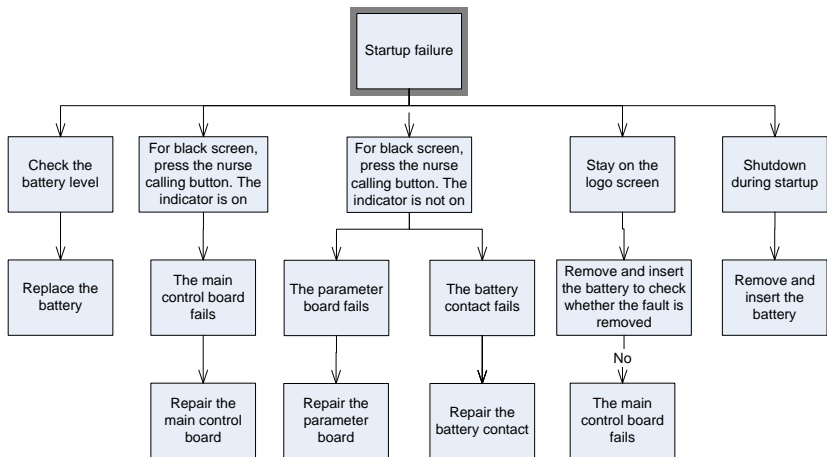 Startup failure
Check the
battery level
For black screen,
press the nurse
calling button. The
indicator is on
For black screen,
press the nurse
calling button. The
indicator is not on
Stay on the
logo screen
Shutdown
during startup
Replace the
battery
The main
control board
fails
The parameter
board fails
The battery
contact fails
Remove and insert
the battery to check
whether the fault is
removed
Remove and
insert the
battery
No
Repair the
main control
board
Repair the
parameter
board
Repair the
battery contact
The main
control board
fails